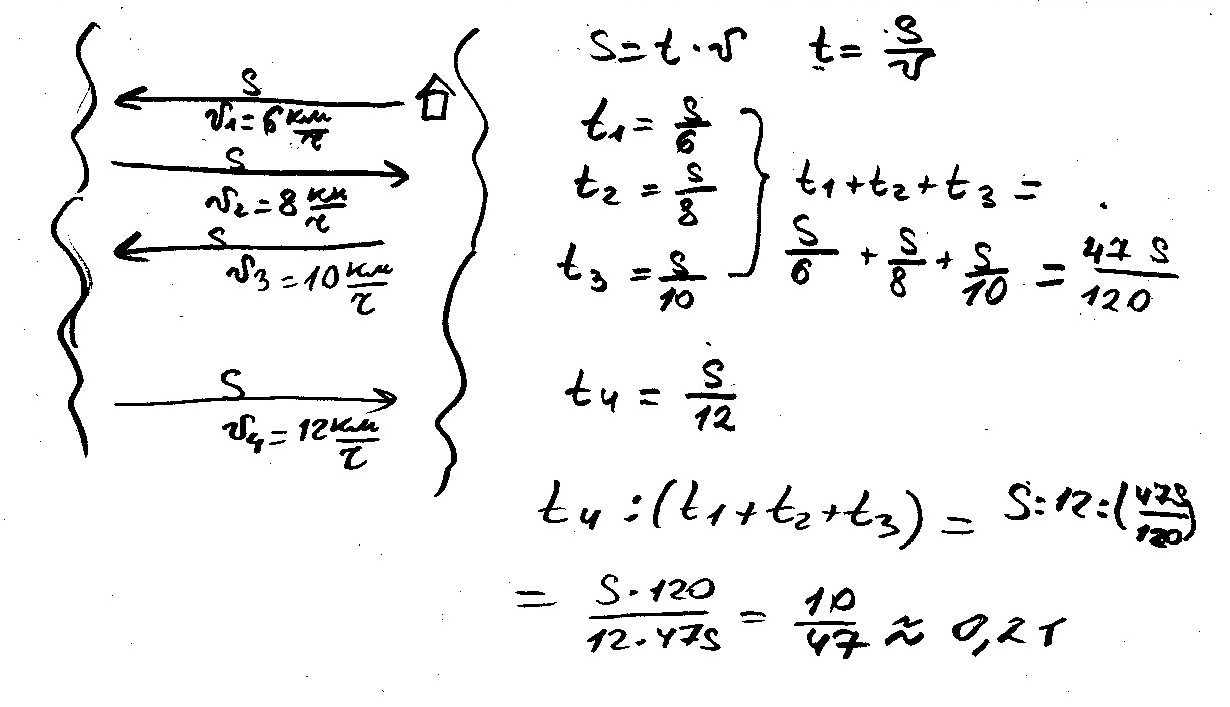 S = t · v    t = S/v
S
v₁ = 6 км/ч
t₁ = S/6
S
v₂ = 8 км/ч
t₂ = S/8
t₁ + t₂ + t₃ =
S
v₃ = 10 км/ч
t₃ = S/10
S/6 + S/8 + S/10 = 47 S/120
S
v₄ = 12 км/ч
t₄ = S/12
t₄ : (t₁ + t₂ + t₃) = S : 12 : (47S/120)
= S · 120/12 · 47S = 10/47 ≈ 0,2 ч